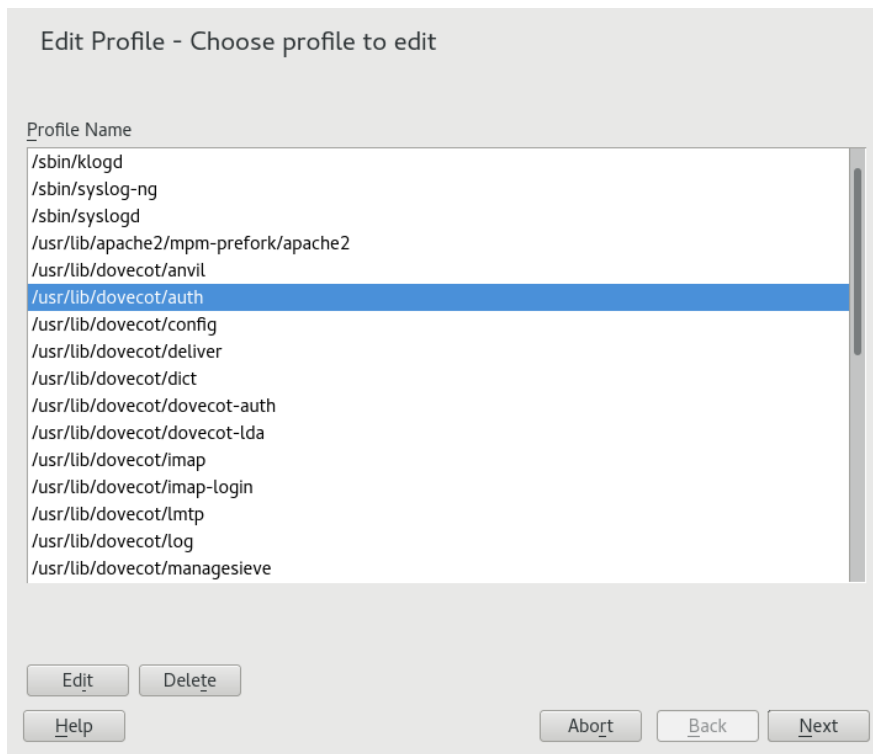 Edit Profile - Choose profile to edit
Profile Name
/sbin/klogd
/sbin/syslog-ng
/sbin/syslogd
/usr/lib/apache2/mpm-prefork/apache2
/usr/lib/dovecot/anvil
/usr/lib/dovecot/auth
/usr/lib/dovecot/config
/usr/lib/dovecot/deliver
/usr/lib/dovecot/dict
/usr/lib/dovecot/dovecot-auth
/usr/lib/dovecot/dovecot-lda
/usr/lib/dovecot/imap
/usr/lib/dovecot/imap-login
/usr/lib/dovecot/lmtp
/usr/lib/dovecot/log
/usr/lib/dovecot/managesieve
Edit Delete
Help Abort Back Next